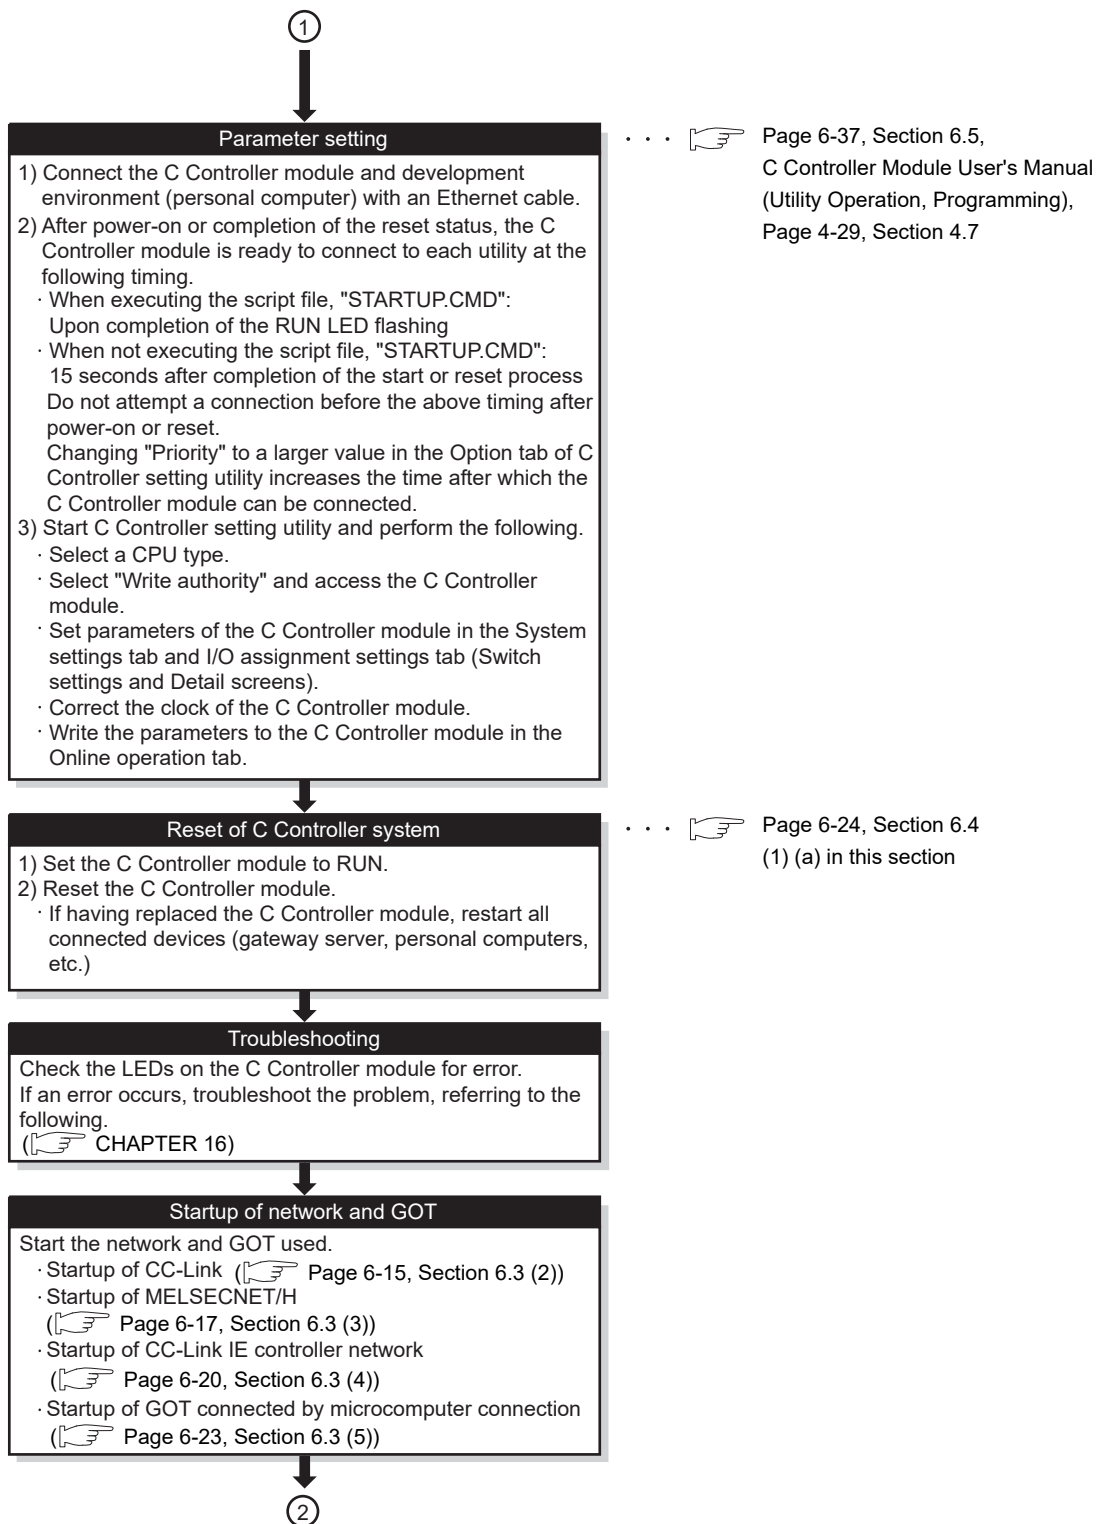 1
Parameter setting
1) Connect the C Controller module and development
environment (personal computer) with an Ethernet cable.
2) After power-on or completion of the reset status, the C
Controller module is ready to connect to each utility at the
following timing.
· When executing the script file, "STARTUP.CMD":
Upon completion of the RUN LED flashing
· When not executing the script file, "STARTUP.CMD":
15 seconds after completion of the start or reset process
Do not attempt a connection before the above timing after
power-on or reset.
Changing "Priority" to a larger value in the Option tab of C
Controller setting utility increases the time after which the
C Controller module can be connected.
3) Start C Controller setting utility and perform the following.
· Select a CPU type.
· Select "Write authority" and access the C Controller
module.
· Set parameters of the C Controller module in the System
settings tab and I/O assignment settings tab (Switch
settings and Detail screens).
· Correct the clock of the C Controller module.
· Write the parameters to the C Controller module in the
Online operation tab.
· · · Page 6-37, Section 6.5,
C Controller Module User's Manual
(Utility Operation, Programming),
Page 4-29, Section 4.7
Reset of C Controller system
1) Set the C Controller module to RUN.
2) Reset the C Controller module.
· If having replaced the C Controller module, restart all
connected devices (gateway server, personal computers,
etc.)
· · · Page 6-24, Section 6.4
(1) (a) in this section
Troubleshooting
Check the LEDs on the C Controller module for error.
If an error occurs, troubleshoot the problem, referring to the
following.
( CHAPTER 16)
Startup of network and GOT
Start the network and GOT used.
· Startup of CC-Link ( Page 6-15, Section 6.3 (2))
· Startup of MELSECNET/H
( Page 6-17, Section 6.3 (3))
· Startup of CC-Link IE controller network
( Page 6-20, Section 6.3 (4))
· Startup of GOT connected by microcomputer connection
( Page 6-23, Section 6.3 (5))
2